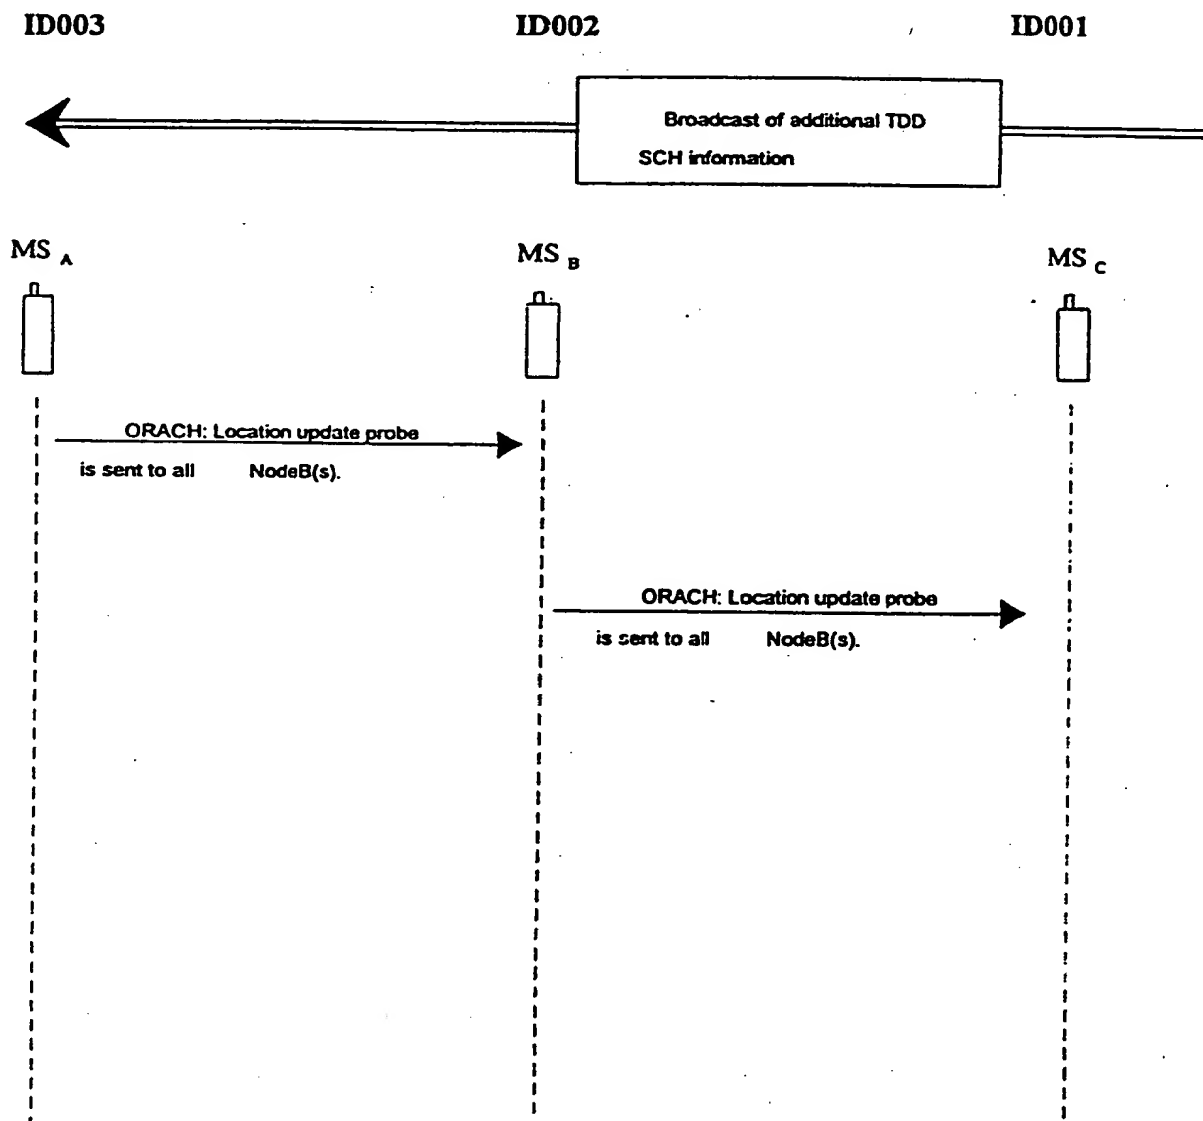 ID003 ID002 ID001
Broadcast of additional TDD
SCH information
MS A MS B MS C
ORACH: Location update probe
is sent to all NodeB(s).
ORACH: Location update probe
is sent to all NodeB(s).